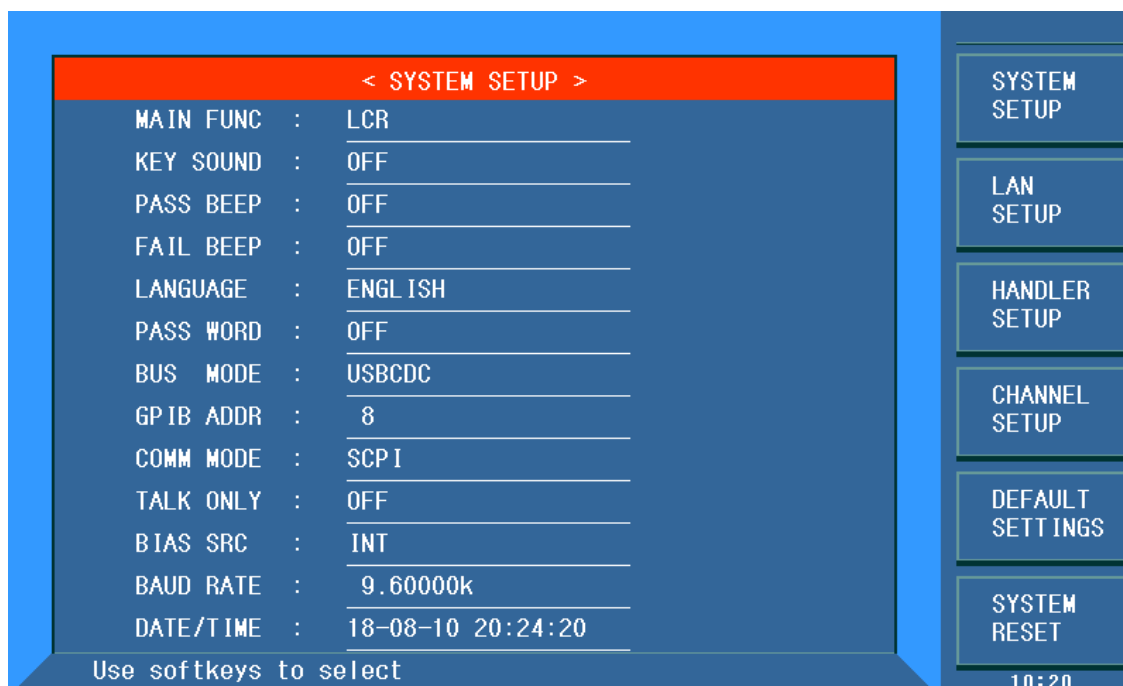 < SYSTEM SETUP >
MAIN FUNC : LCR
KEY SOUND : OFF
PASS BEEP : OFF
FAIL BEEP : OFF
LANGUAGE : ENGLISH
PASS WORD : OFF
BUS MODE : USBCDC
GPIB ADDR : 8
COMM MODE : SCPI
TALK ONLY : OFF
BIAS SRC : INT
BAUD RATE : 9.60000k
DATE/TIME : 18-08-10 20:24:20
Use softkeys to select
SYSTEM
SETUP
LAN
SETUP
HANDLER
SETUP
CHANNEL
SETUP
DEFAULT
SETTINGS
SYSTEM
RESET
10:20